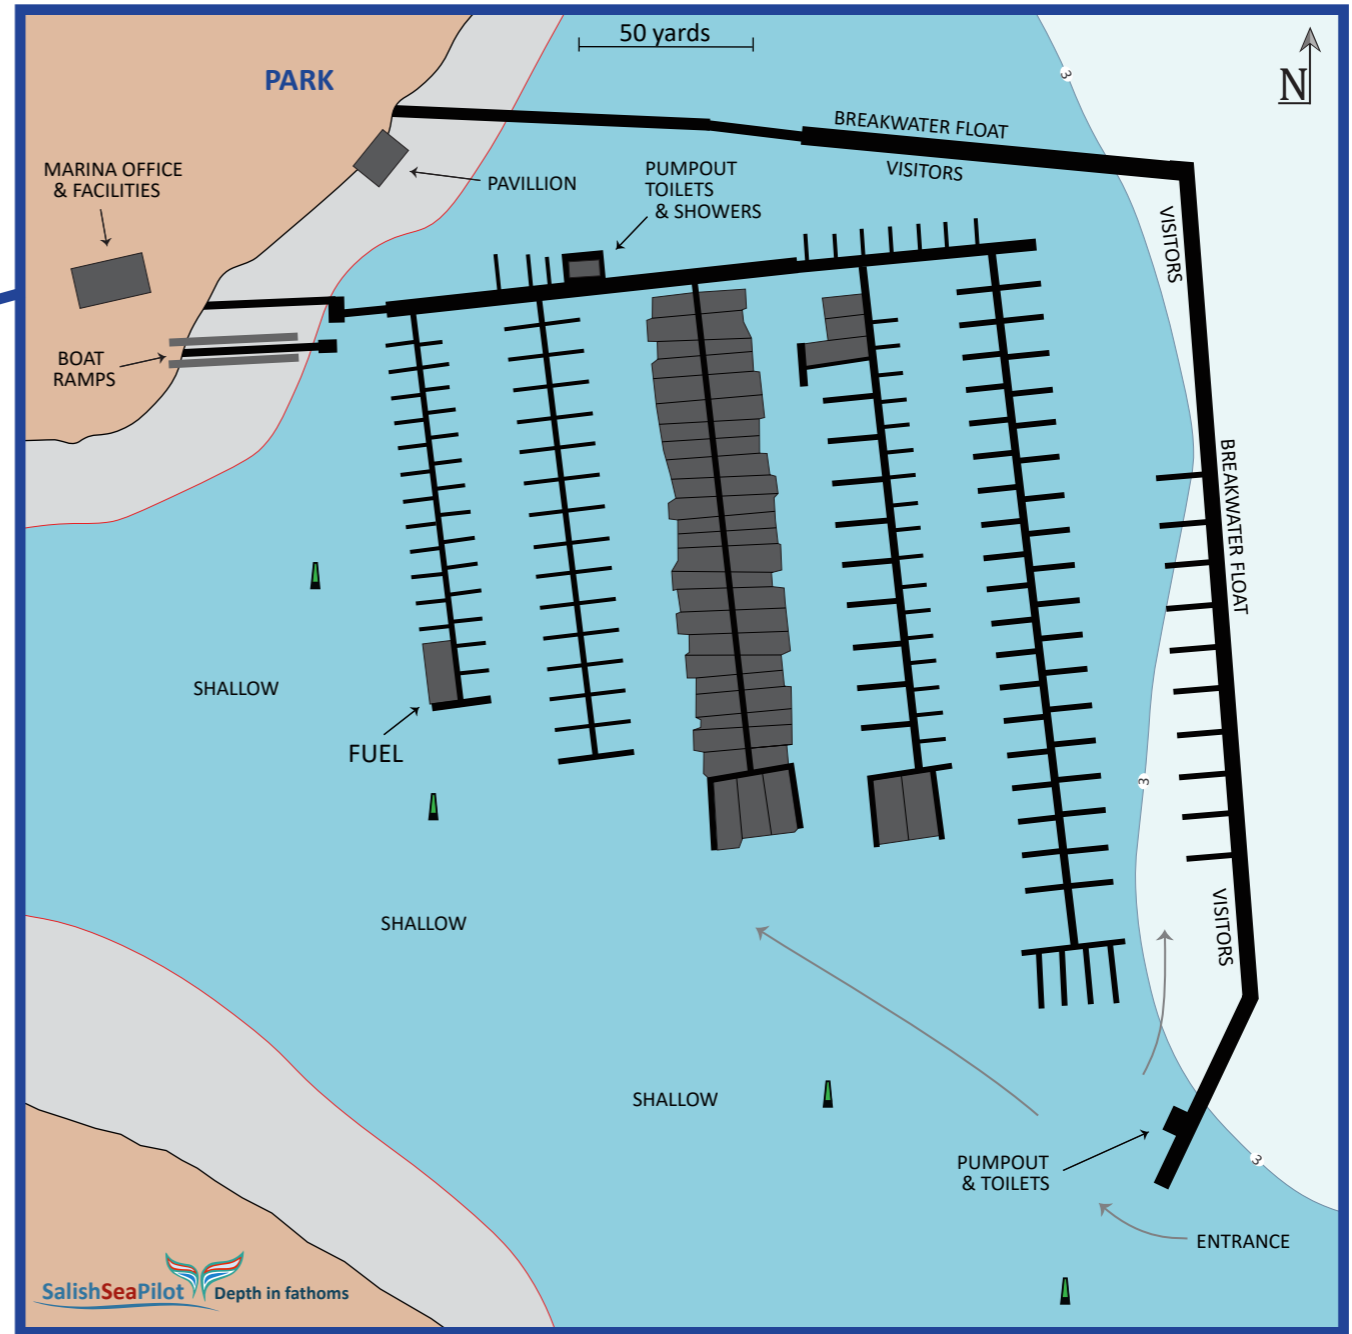 50 yards
N
PARK
3
BREAKWATER FLOAT
VISITORS
MARINA OFFICE
& FACILITIES
PAVILLION
PUMPOUT
TOILETS
& SHOWERS
VISITORS
BOAT
RAMPS
BREAKWATER FLOAT
SHALLOW
FUEL
3
SHALLOW
VISITORS
SHALLOW
PUMPOUT
& TOILETS
3
ENTRANCE
SalishSeaPilot
Depth in fathoms